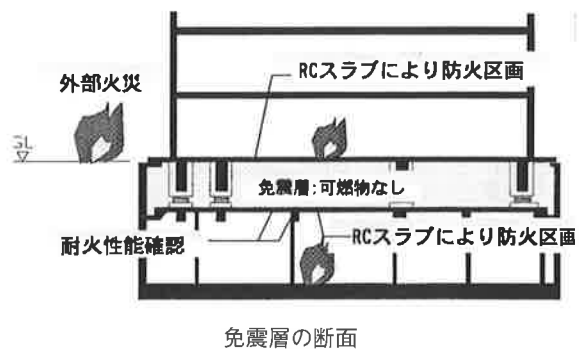 RCスラブにより防火区画
外部火災
GL
免震層:可燃物なし
耐火性能確認
RCスラブにより防火区画
免震層の断面